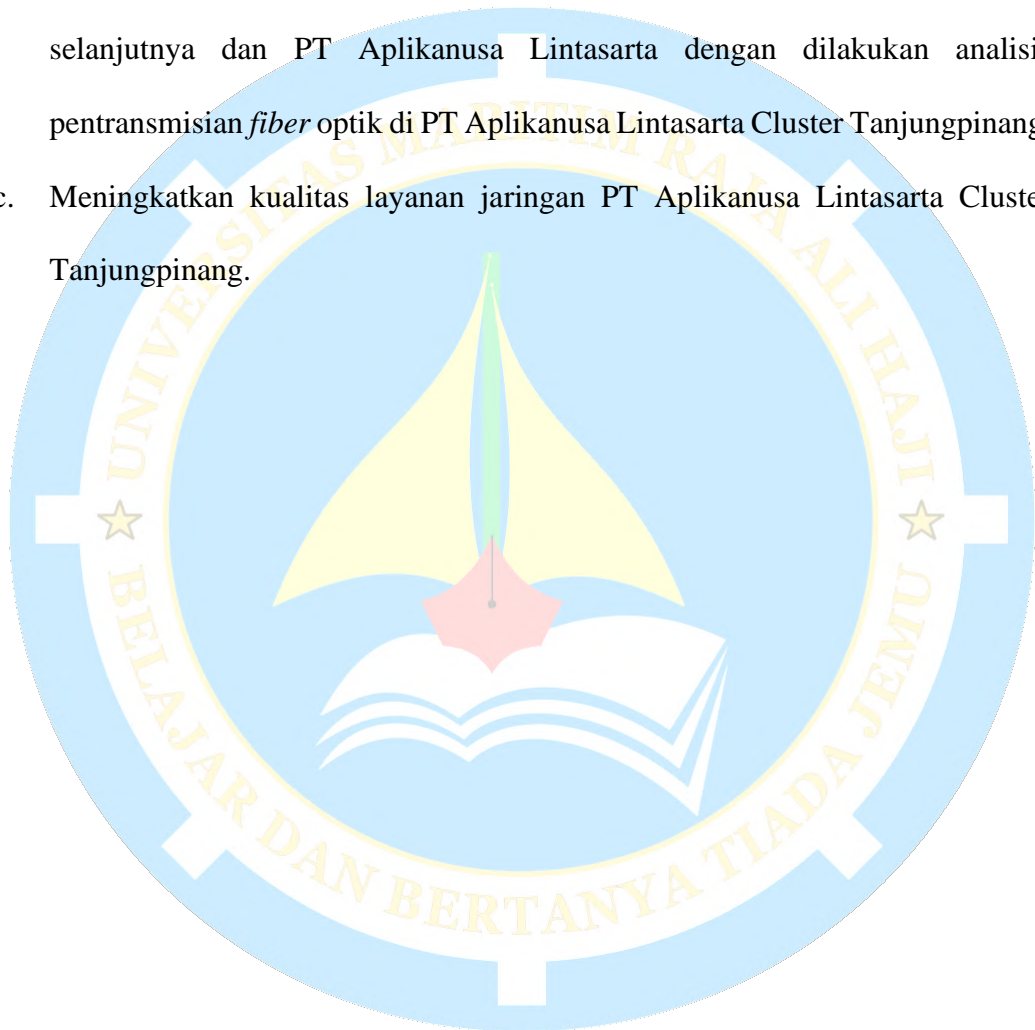 selanjutnya dan PT Aplikanusa Lintasarta dengan dilakukan analisi
pentransmisian fiber optik di PT Aplikanusa Lintasarta Cluster Tanjungpinang
c. Meningkatkan kualitas layanan jaringan PT Aplikanusa Lintasarta Cluste
Tanjungpinang.
UNIVERSITAS MARITIM RAJA ALI HAJI
BELAJAR DAN BERTANYA TIADA JEMU